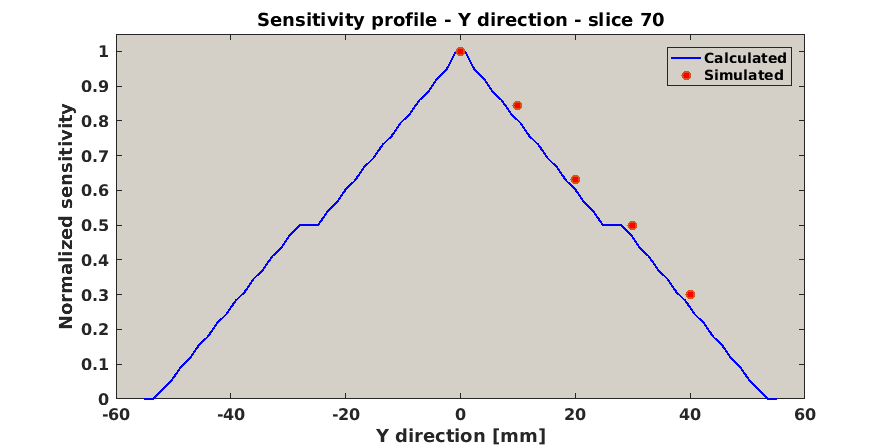 Sensitivity profile - Y direction - slice 70
Normalized sensitivity
1
0.9
0.8
0.7
0.6
0.5
0.4
0.3
0.2
0.1
0
Calculated
Simulated
-60 -40 -20 0 20 40 60
Y direction [mm]